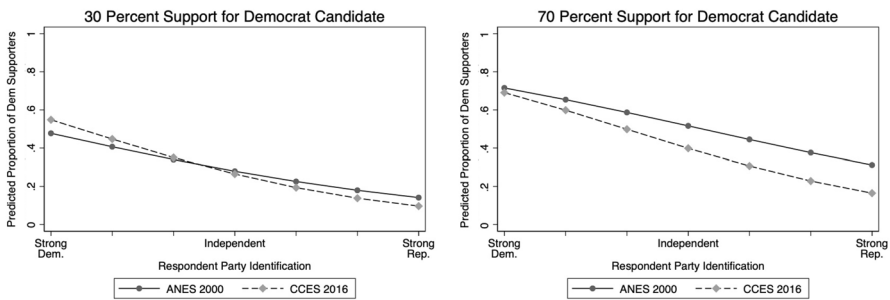 30 Percent Support for Democrat Candidate
Predicted Proportion of Dem Supporters
1
.8
.6
.4
.2
0
Strong
Dem.
Independent
Strong
Rep.
Respondent Party Identification
ANES 2000
CCES 2016
70 Percent Support for Democrat Candidate
Predicted Proportion of Dem Supporters
1
.8
.6
.4
.2
0
Strong
Dem.
Independent
Strong
Rep.
Respondent Party Identification
ANES 2000
CCES 2016